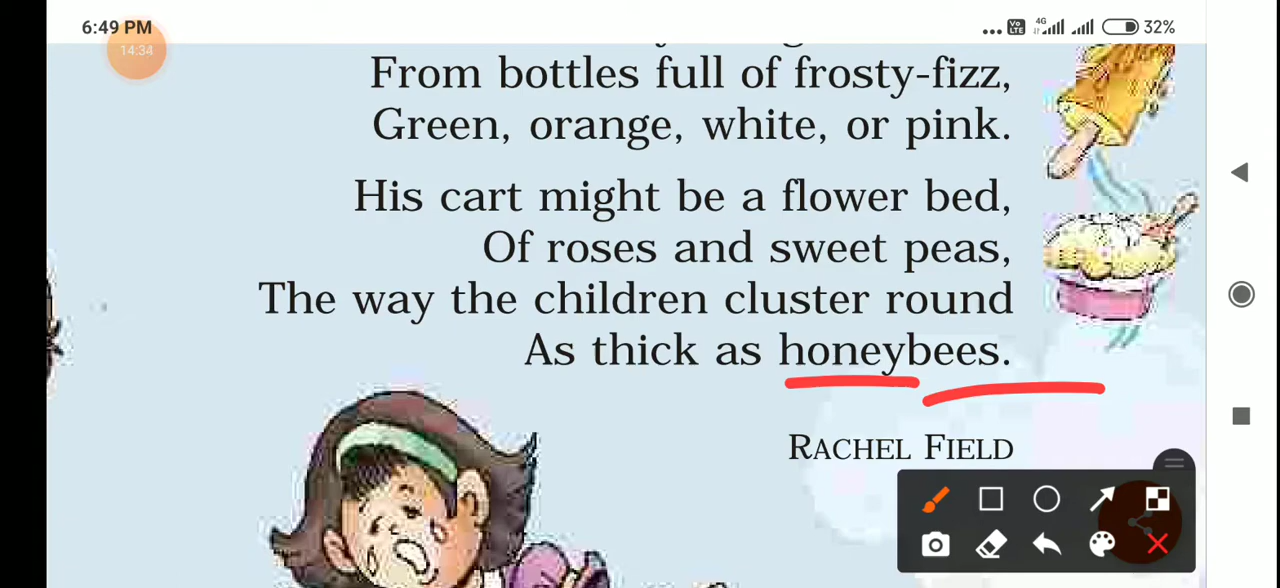 6:49 PM
14:34
4G
32%
From bottles full of frosty-fizz,
Green, orange, white, or pink.
His cart might be a flower bed,
Of roses and sweet peas,
The way the children cluster round
As thick as honeybees.
RACHEL FIELD